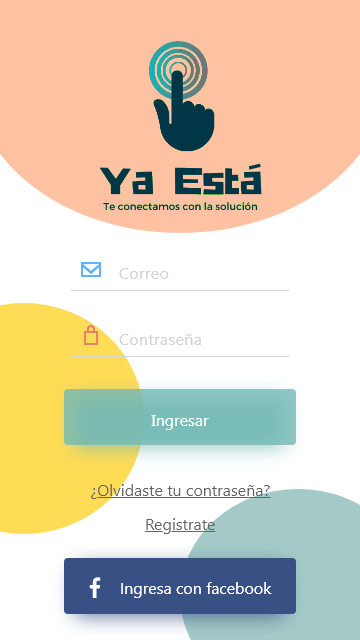 Ya Está
Te conectamos con la solución
Correo
Contraseña
Ingresar
¿Olvidaste tu contraseña?
Registrate
Ingresa con facebook